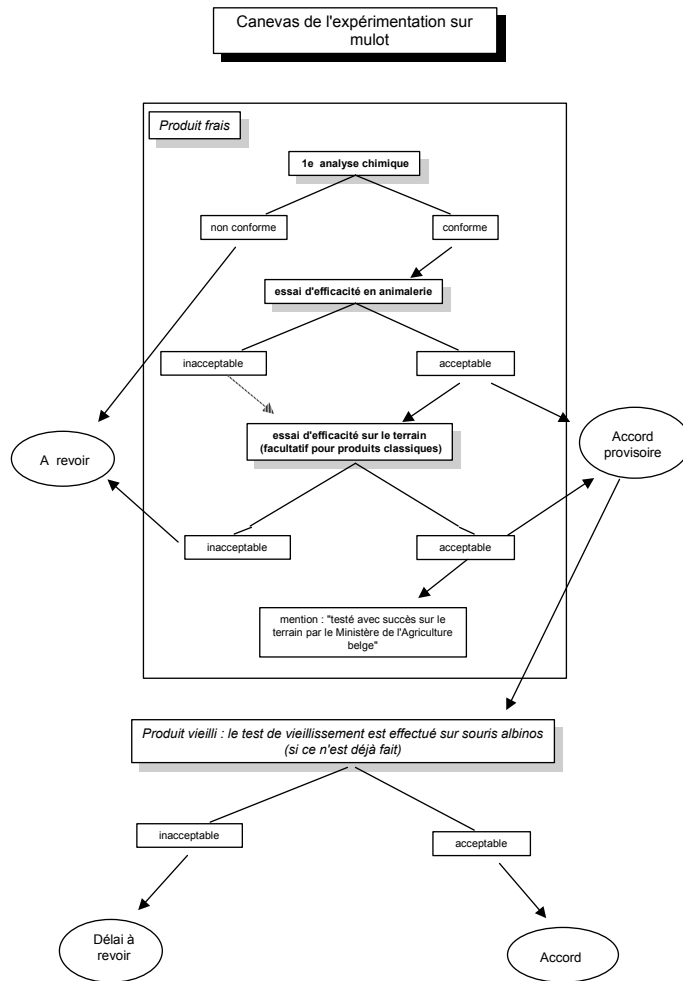 Canevas de l'expérimentation sur
mulot
Produit frais
1e analyse chimique
non conforme
conforme
essai d'efficacité en animalerie
inacceptable
acceptable
essai d'efficacité sur le terrain
(facultatif pour produits classiques)
A revoir
Accord
provisoire
inacceptable
acceptable
mention : "testé avec succès sur le
terrain par le Ministère de l'Agriculture
belge"
Produit vieilli : le test de vieillissement est effectué sur souris albinos
(si ce n'est déjà fait)
inacceptable
acceptable
Délai à
revoir
Accord